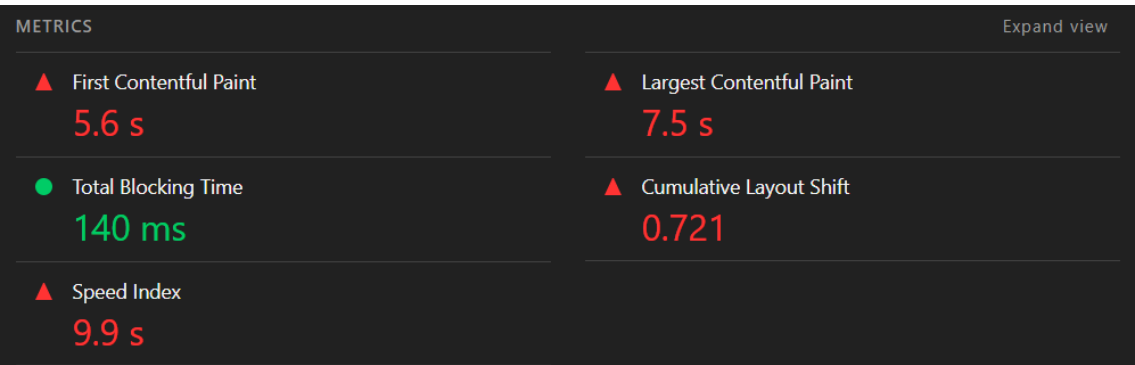 METRICS
Expand view
First Contentful Paint
5.6 s
Largest Contentful Paint
7.5 s
Total Blocking Time
140 ms
Cumulative Layout Shift
0.721
Speed Index
9.9 s